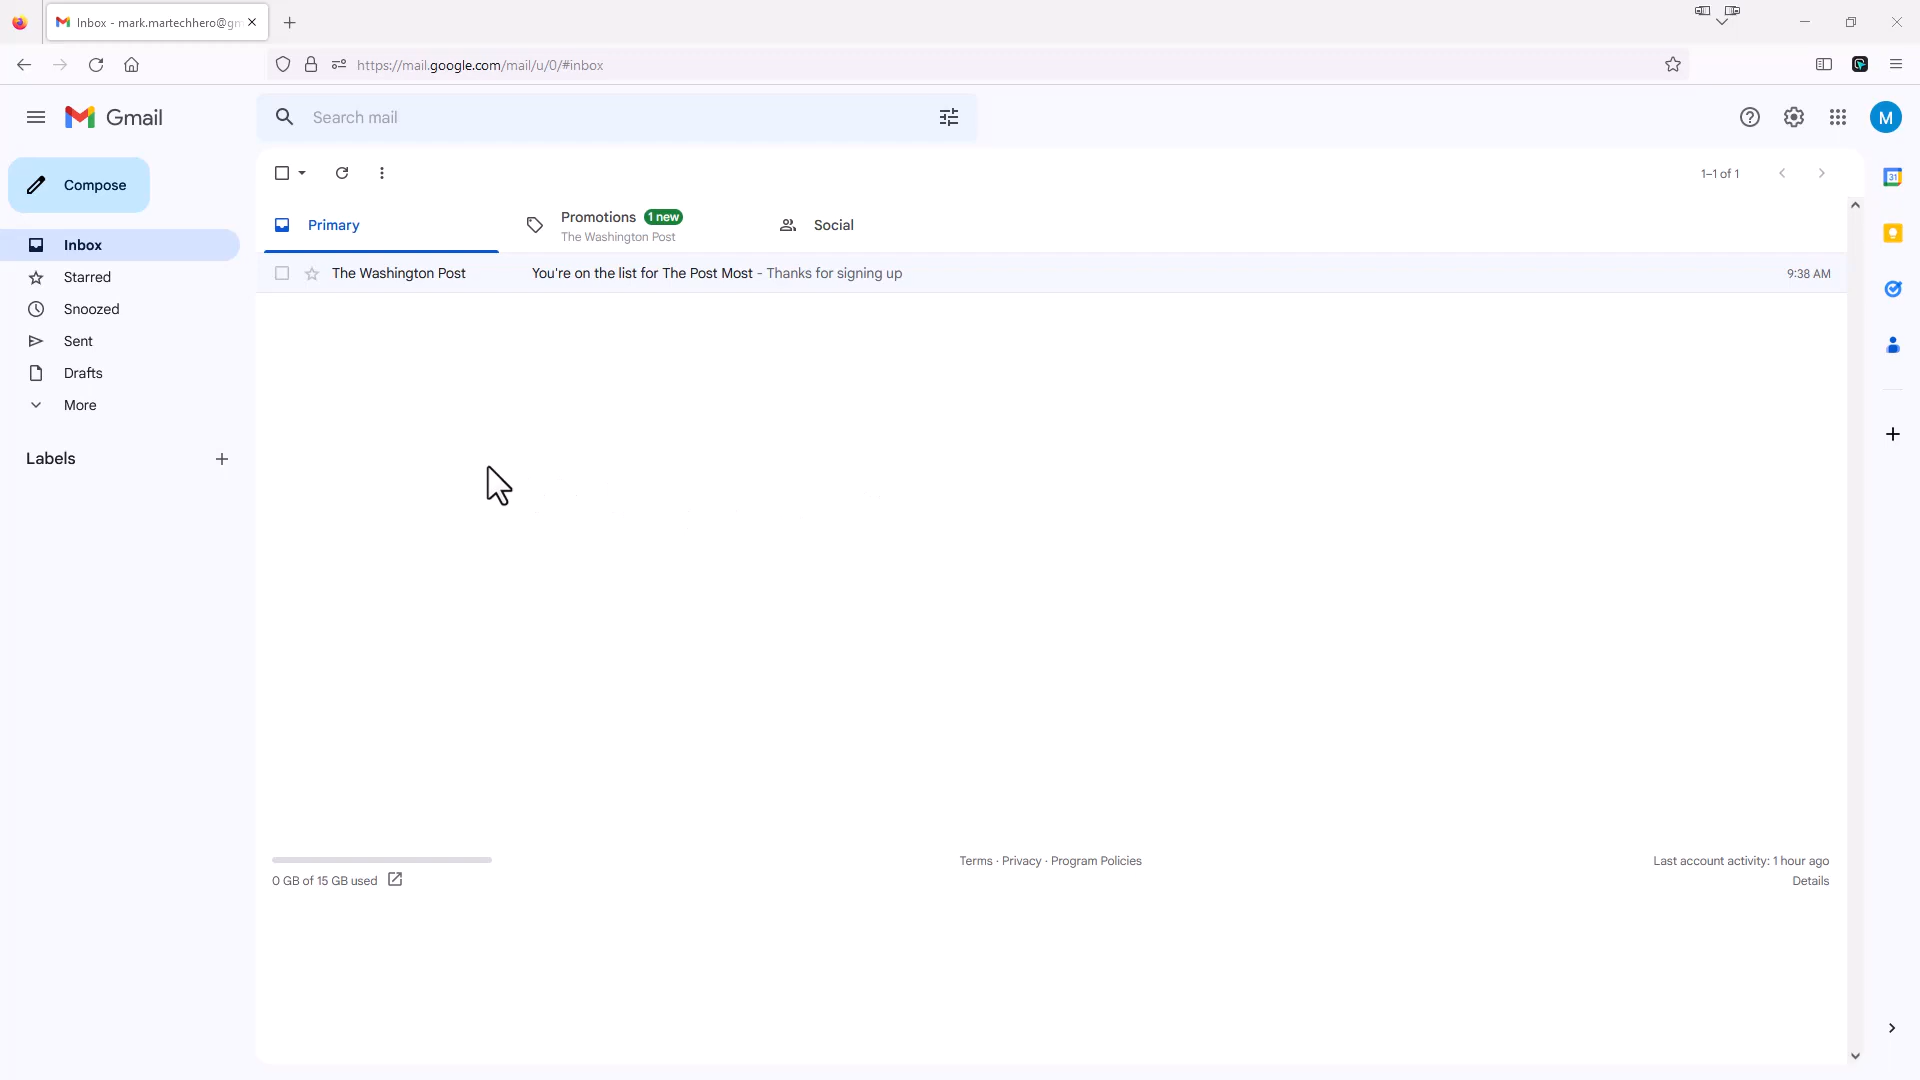 Inbox - mark.martechhero@gm
https://mail.google.com/mail/u/0/#inbox
Gmail
Search mail
M
Compose
1–1 of 1
31
Primary
Promotions 1 new
The Washington Post
Social
Inbox
The Washington Post You're on the list for The Post Most - Thanks for signing up 9:38 AM
Starred
Snoozed
Sent
Drafts
More
Labels
0 GB of 15 GB used
Terms · Privacy · Program Policies
Last account activity: 1 hour ago
Details